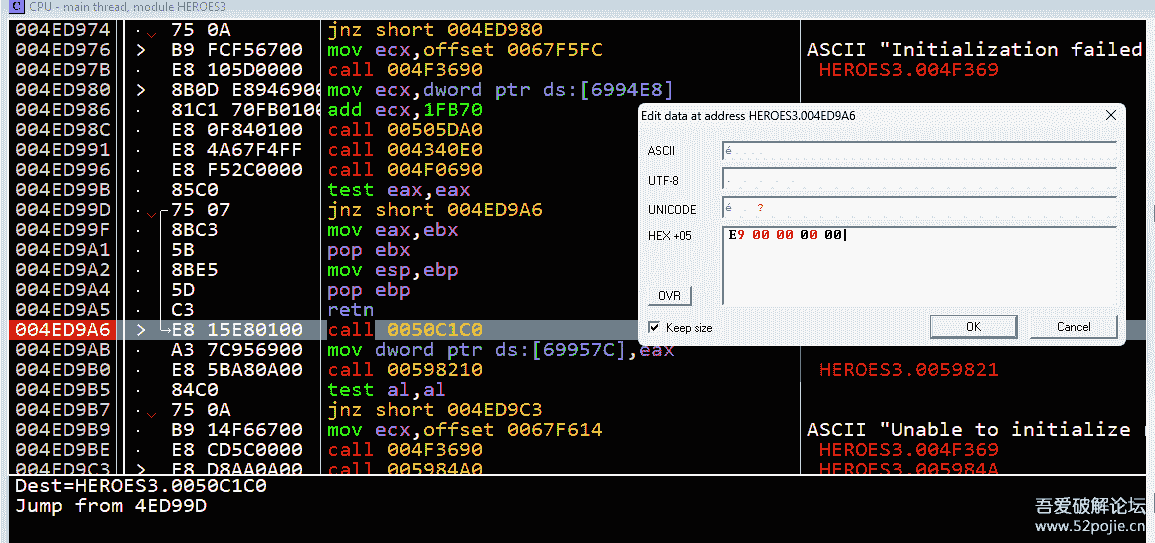 C CPU - main thread, module HEROES3
004ED974 · 75 0A jnz short 004ED980
004ED976 > B9 FCF56700 mov ecx,offset 0067F5FC ASCII "Initialization failed
004ED97B · E8 105D0000 call 004F3690 HEROES3.004F369
004ED980 > 8B0D E8946900 mov ecx,dword ptr ds:[6994E8]
004ED986 · 81C1 70FB0100 add ecx,1FB70
004ED98C · E8 0F840100 call 00505DA0
004ED991 · E8 4A67F4FF call 004340E0
004ED996 · E8 F52C0000 call 004F0690
004ED99B · 85C0 test eax,eax
004ED99D · 75 07 jnz short 004ED9A6
004ED99F · 8BC3 mov eax,ebx
004ED9A1 · 5B pop ebx
004ED9A2 · 8BE5 mov esp,ebp
004ED9A4 · 5D pop ebp
004ED9A5 · C3 retn
004ED9A6 > E8 15E80100 call 0050C1C0
004ED9AB · A3 7C956900 mov dword ptr ds:[69957C],eax
004ED9B0 · E8 5BA80A00 call 00598210 HEROES3.0059821
004ED9B5 · 84C0 test al,al
004ED9B7 · 75 0A jnz short 004ED9C3
004ED9B9 · B9 14F66700 mov ecx,offset 0067F614 ASCII "Unable to initialize
004ED9BE · E8 CD5C0000 call 004F3690 HEROES3.004F369
004ED9C3 > E8 D8AA0A00 call 005984A0 HEROES3.005984A
Edit data at address HEROES3.004ED9A6
ASCII é . . . .
UTF-8 . . . . .
UNICODE é . ?
HEX +05 E9 00 00 00 00
OVR
Keep size
OK Cancel
Dest=HEROES3.0050C1C0
Jump from 4ED99D
吾爱破解论坛
www.52pojie.cn